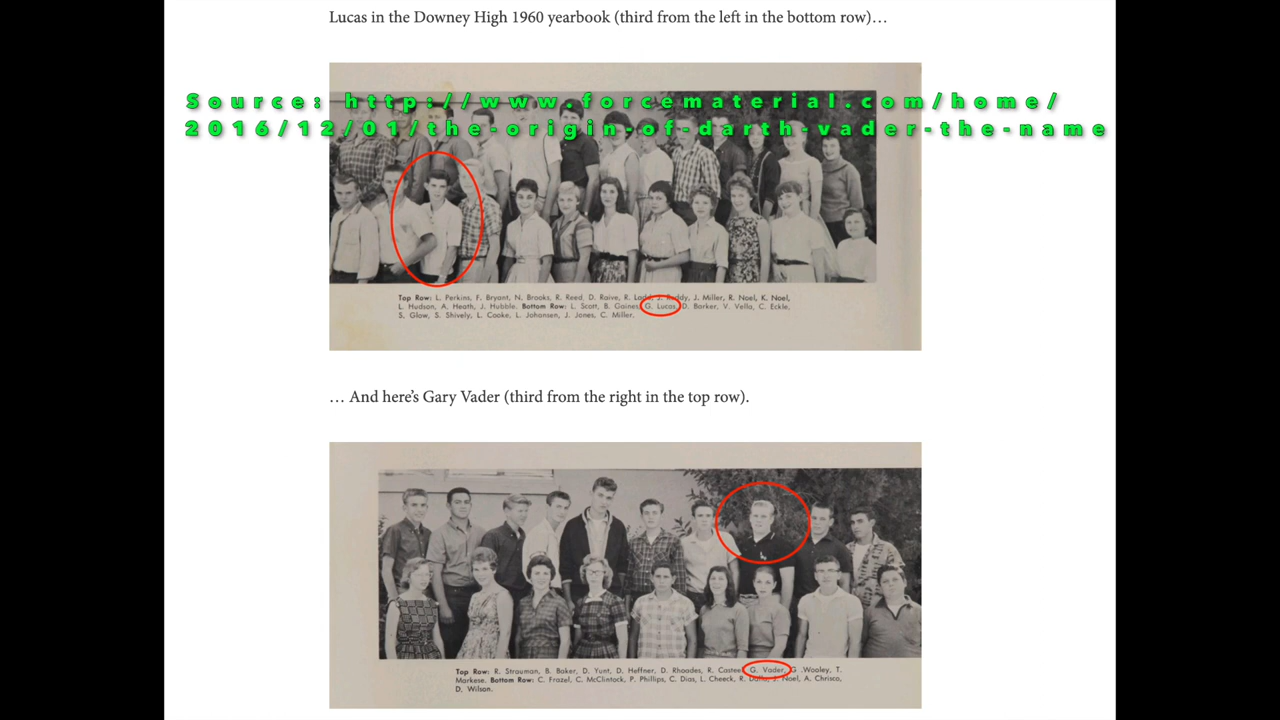 Lucas in the Downey High 1960 yearbook (third from the left in the bottom row)…
Source: http://www.forcematerial.com/home/
2016/12/01/the-origin-of-darth-vader-the-name
Top Row: L. Perkins, F. Bryant, N. Brooks, R. Reed, D. Raive, R. Ladd, J. Ruddy, J. Miller, R. Noel, K. Noel,
L. Hudson, A. Heath, J. Hubble. Bottom Row: L. Scott, B. Gaines, G. Lucas, D. Barker, V. Vella, C. Eckle,
S. Glow, S. Shively, L. Cooke, L. Johansen, J. Jones, C. Miller.
… And here’s Gary Vader (third from the right in the top row).
Top Row: R. Strauman, B. Baker, D. Yunt, D. Heffner, D. Rhoades, R. Casteel, G. Vader, G .Wooley, T.
Markese. Bottom Row: C. Frazel, C. McClintock, P. Phillips, C. Dias, L. Cheeck, R. J. Noel, A. Chrisco,
D. Wilson.